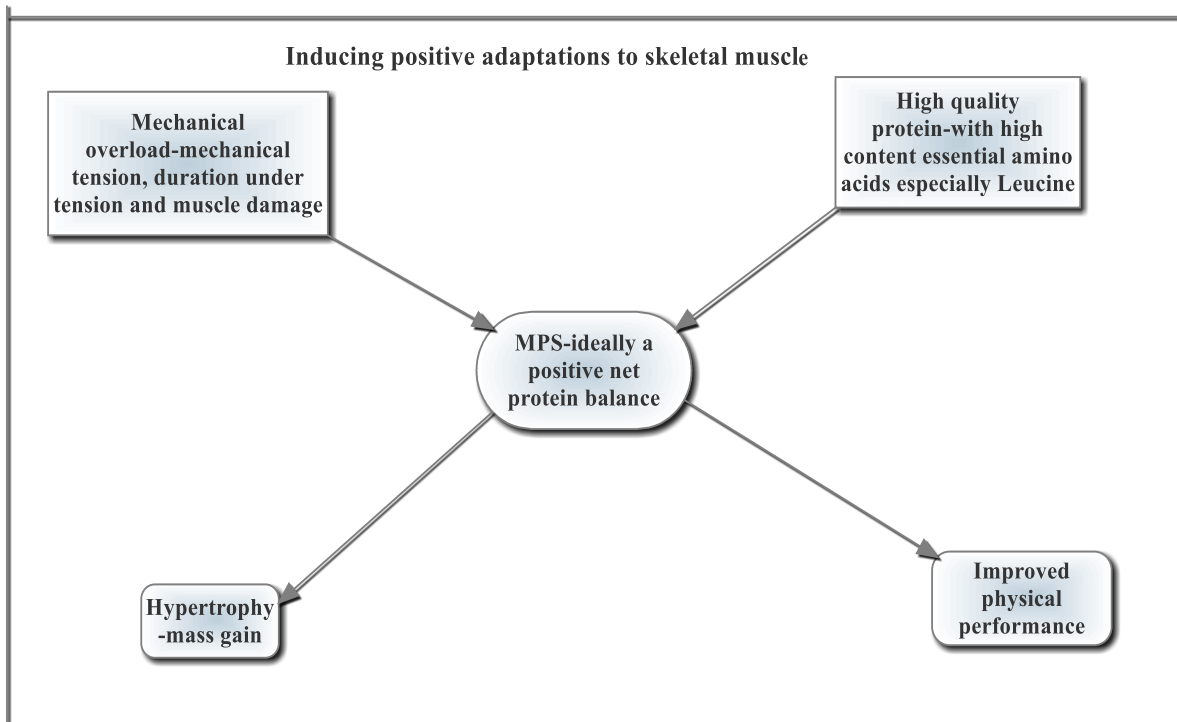 Inducing positive adaptations to skeletal muscle
Mechanical
overload-mechanical
tension, duration under
tension and muscle damage
High quality
protein-with high
content essential amino
acids especially Leucine
MPS-ideally a
positive net
protein balance
Hypertrophy
-mass gain
Improved
physical
performance